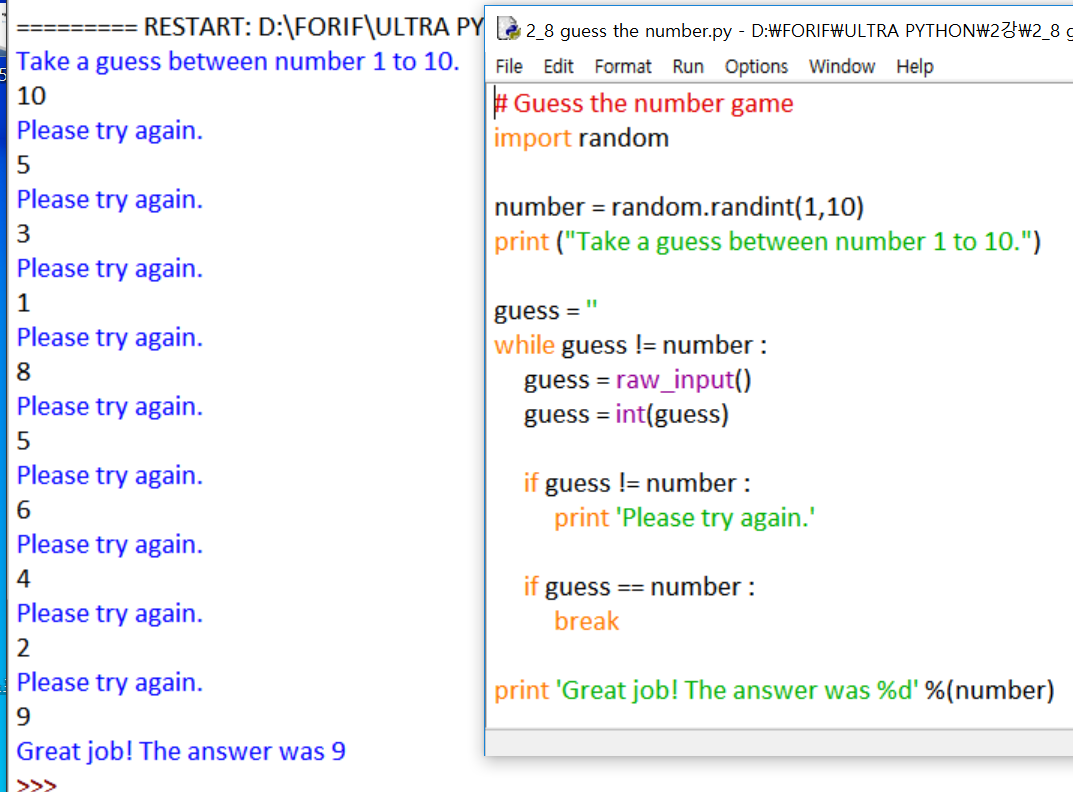 ========= RESTART: D:\FORIF\ULTRA PY
Take a guess between number 1 to 10.
10
Please try again.
5
Please try again.
3
Please try again.
1
Please try again.
8
Please try again.
5
Please try again.
6
Please try again.
4
Please try again.
2
Please try again.
9
Great job! The answer was 9
>>>
2_8 guess the number.py - D:₩FORIF₩ULTRA PYTHON₩2강₩2_8 g
File Edit Format Run Options Window Help
# Guess the number game
import random
number = random.randint(1,10)
print ("Take a guess between number 1 to 10.")
guess = ''
while guess != number :
guess = raw_input()
guess = int(guess)
if guess != number :
print 'Please try again.'
if guess == number :
break
print 'Great job! The answer was %d' %(number)